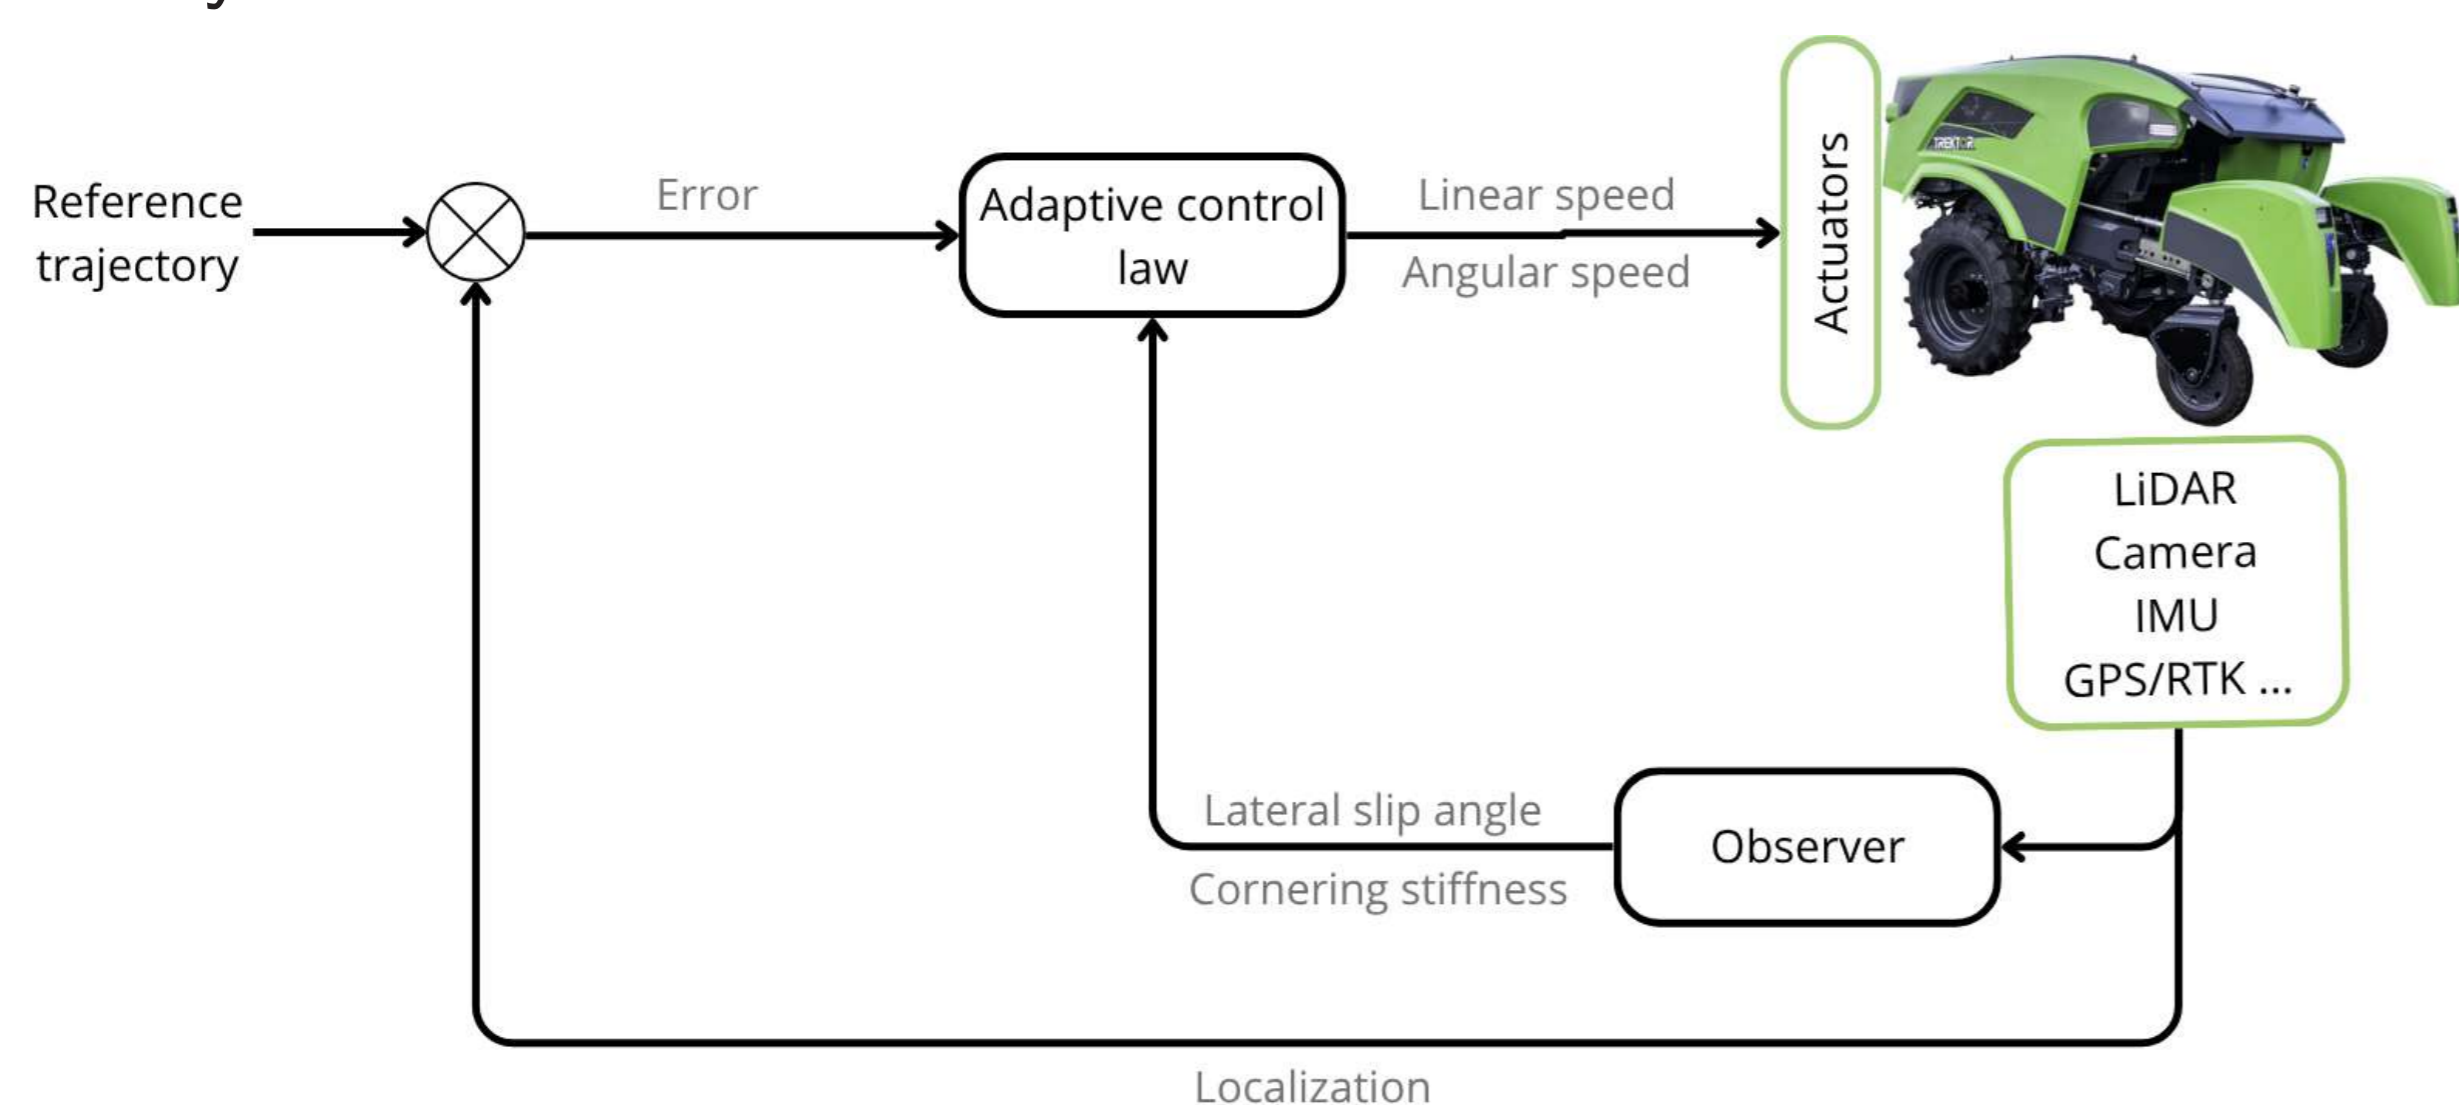 Reference
trajectory
Error
Adaptive control
law
Linear speed
Angular speed
Actuators
TREKTOR
LiDAR
Camera
IMU
GPS/RTK ...
Lateral slip angle
Cornering stiffness
Observer
Localization